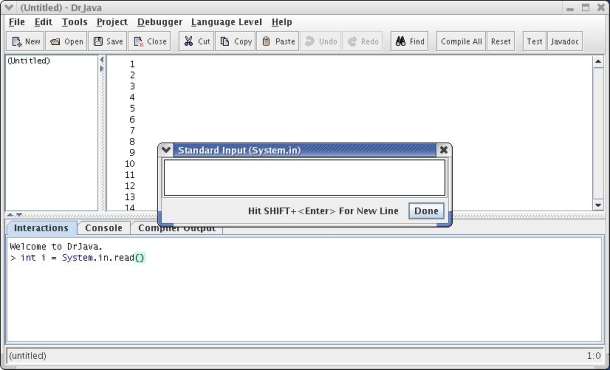 (Untitled) - DrJava
File Edit Tools Project Debugger Language Level Help
New Open Save Close Cut Copy Paste Undo Redo Find Compile All Reset Test Javadoc
(Untitled)
1
2
3
4
5
6
7
8
9
10
11
12
13
14
Standard Input (System.in)
Hit SHIFT+<Enter> For New Line Done
Interactions Console Compiler Output
Welcome to DrJava.
> int i = System.in.read()
(untitled) 1:0